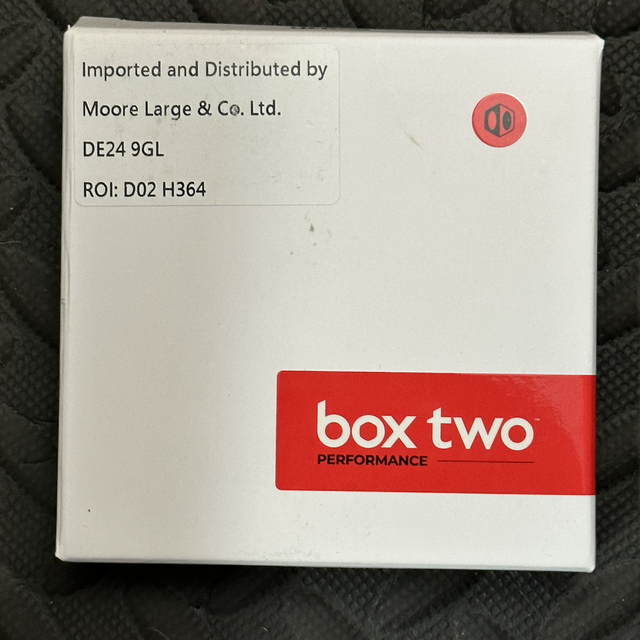 Imported and Distributed by
Moore Large & Co. Ltd.
DE24 9GL
ROI: D02 H364
box two
PERFORMANCE